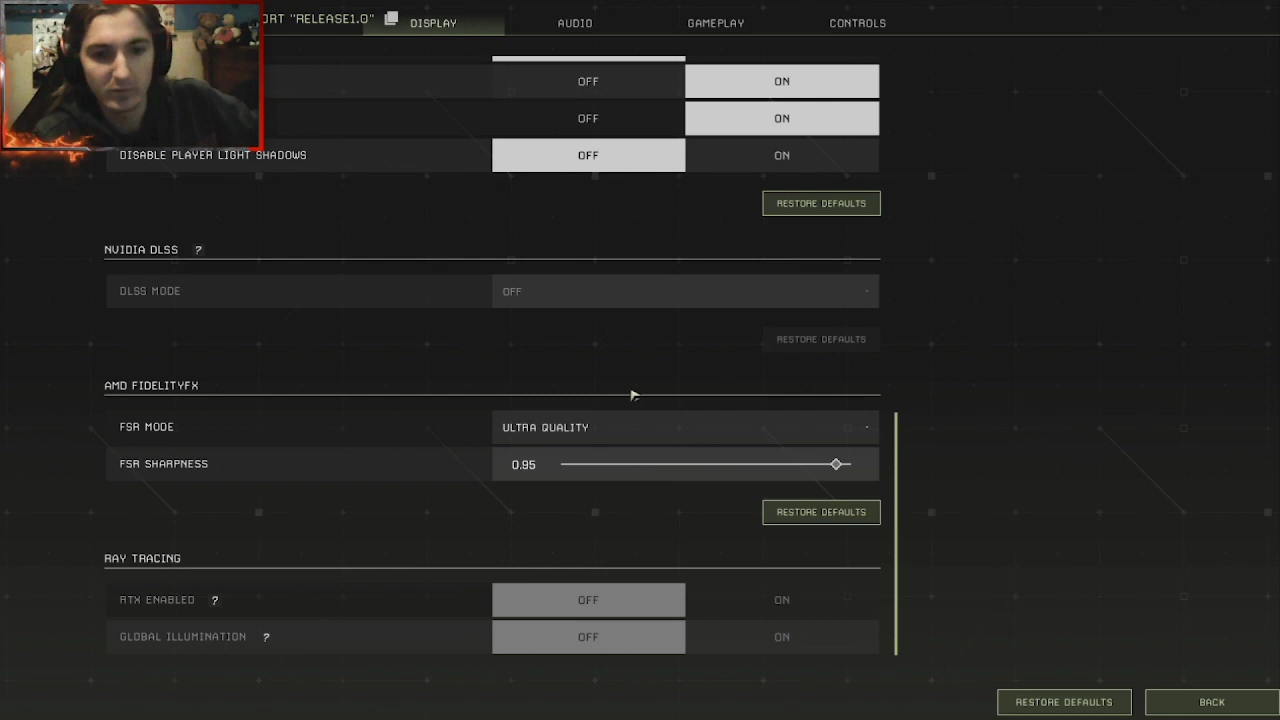 ORT "RELEASE1.0"
DISPLAY
AUDIO
GAMEPLAY
CONTROLS
OFF ON
OFF ON
DISABLE PLAYER LIGHT SHADOWS OFF ON
RESTORE DEFAULTS
NVIDIA DLSS ?
DLSS MODE OFF
RESTORE DEFAULTS
AMD FIDELITYFX
FSR MODE ULTRA QUALITY
FSR SHARPNESS 0.95
RESTORE DEFAULTS
RAY TRACING
RTX ENABLED ? OFF ON
GLOBAL ILLUMINATION ? OFF ON
RESTORE DEFAULTS
BACK